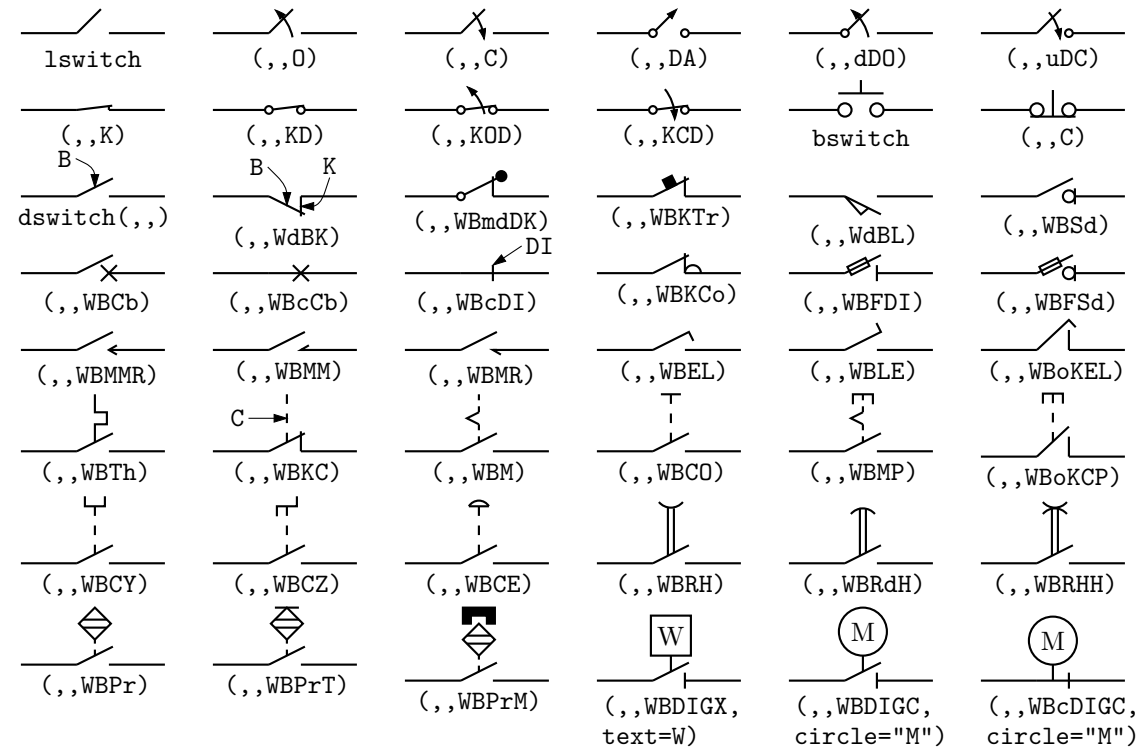 lswitch (,,O) (,,C) (,,DA) (,,dDO) (,,uDC)
(,,K) (,,KD) (,,KOD) (,,KCD) bswitch (,,C)
B B K
dswitch(,,) (,,WdBK) (,,WBmdDK) (,,WBKTr) (,,WdBL) (,,WBSd)
DI
(,,WBCb) (,,WBcCb) (,,WBcDI) (,,WBKCo) (,,WBFDI) (,,WBFSd)
(,,WBMMR) (,,WBMM) (,,WBMR) (,,WBEL) (,,WBLE) (,,WBoKEL)
C
(,,WBTh) (,,WBKC) (,,WBM) (,,WBCO) (,,WBMP) (,,WBoKCP)
(,,WBCY) (,,WBCZ) (,,WBCE) (,,WBRH) (,,WBRdH) (,,WBRHH)
W M M
(,,WBPr) (,,WBPrT) (,,WBPrM) (,,WBDIGX, (,,WBDIGC, (,,WBcDIGC,
text=W) circle="M") circle="M")